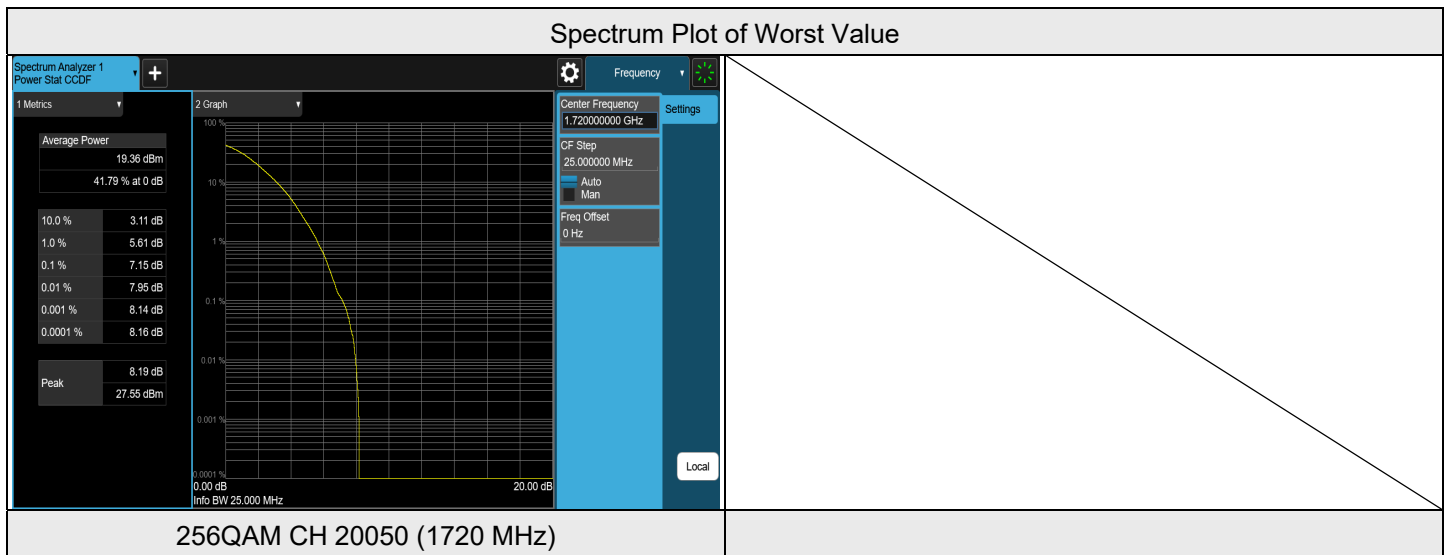 Spectrum Plot of Worst Value
Spectrum Analyzer 1
Power Stat CCDF
+
Frequency
1 Metrics
2 Graph
Average Power
19.36 dBm
41.79 % at 0 dB
10.0 % 3.11 dB
1.0 % 5.61 dB
0.1 % 7.15 dB
0.01 % 7.95 dB
0.001 % 8.14 dB
0.0001 % 8.16 dB
Peak
8.19 dB
27.55 dBm
100 %
10 %
1 %
0.1 %
0.01 %
0.001 %
0.0001 %
0.00 dB 20.00 dB
Info BW 25.000 MHz
Center Frequency
1.720000000 GHz
CF Step
25.000000 MHz
Auto
Man
Freq Offset
0 Hz
Settings
Local
256QAM CH 20050 (1720 MHz)